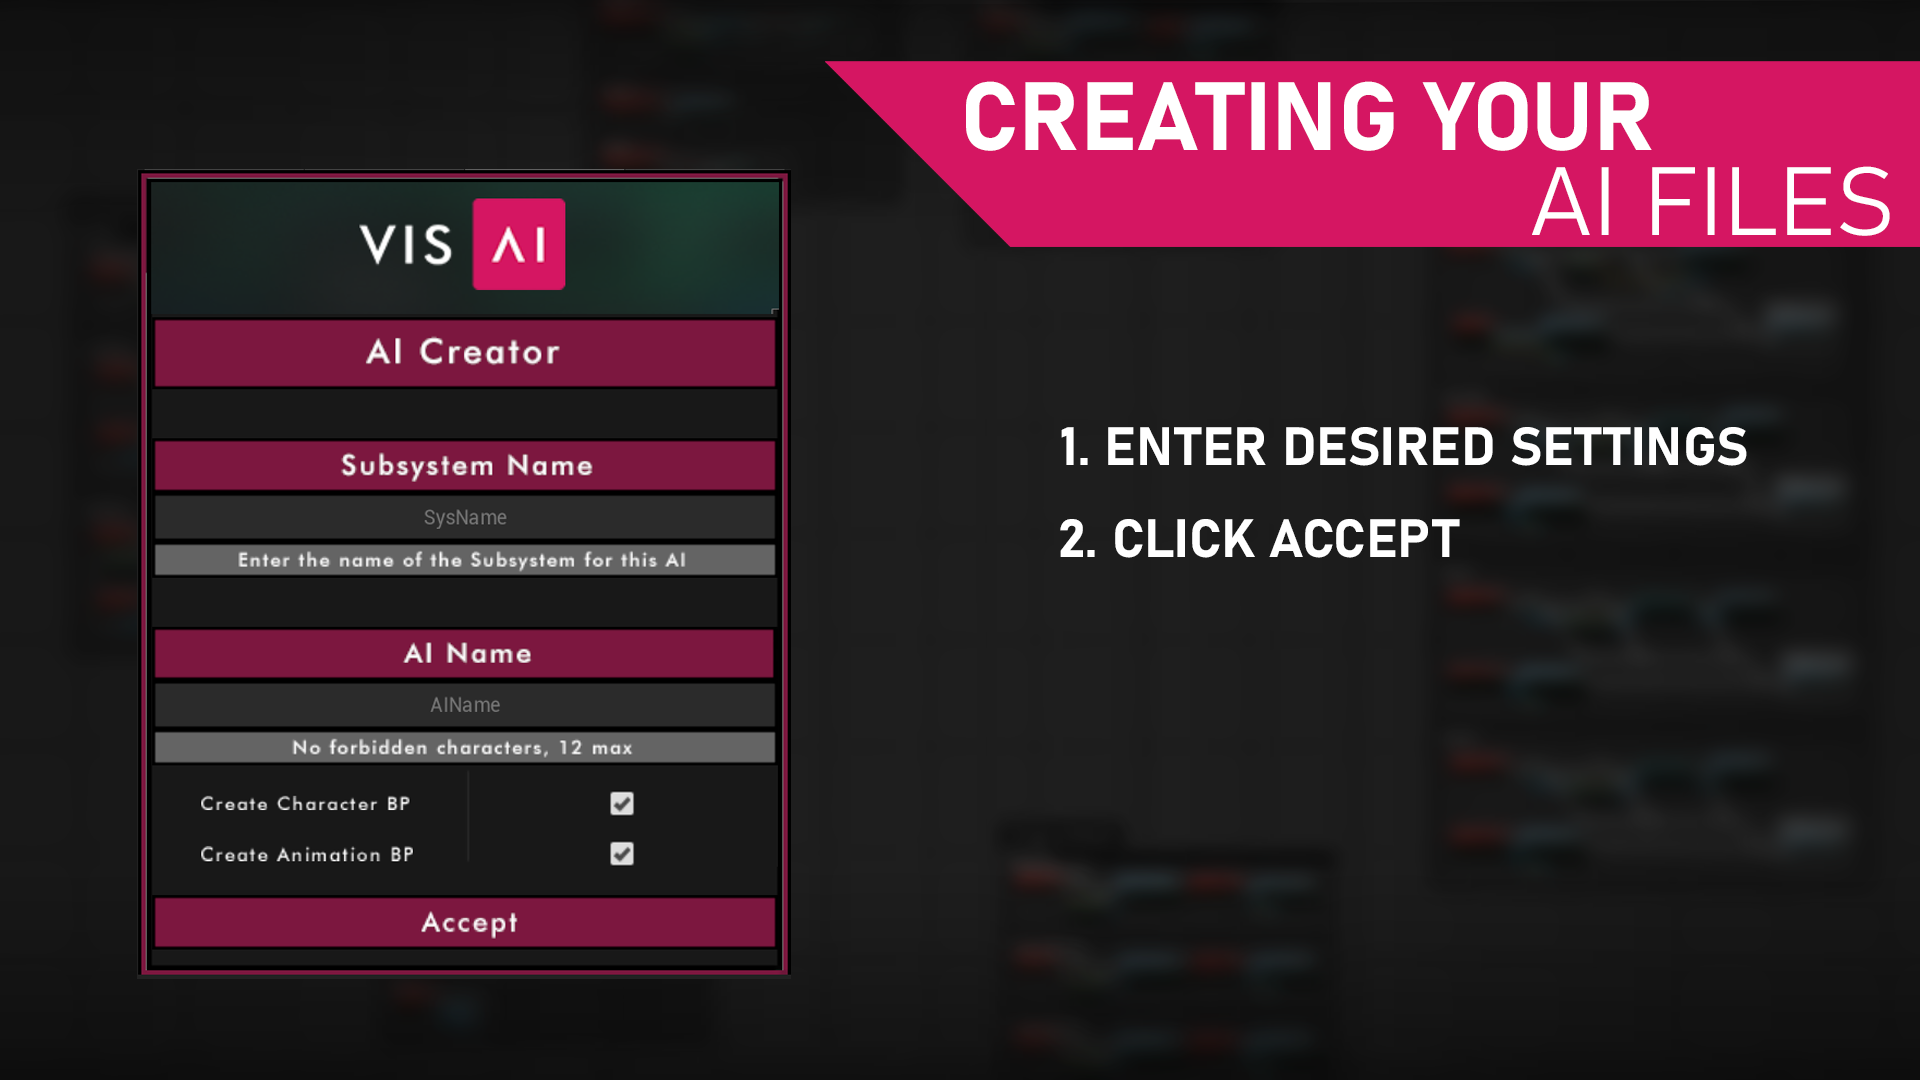 CREATING YOUR
AI FILES
VIS AI
AI Creator
Subsystem Name
SysName
Enter the name of the Subsystem for this AI
AI Name
AIName
No forbidden characters, 12 max
Create Character BP
Create Animation BP
Accept
1. ENTER DESIRED SETTINGS
2. CLICK ACCEPT